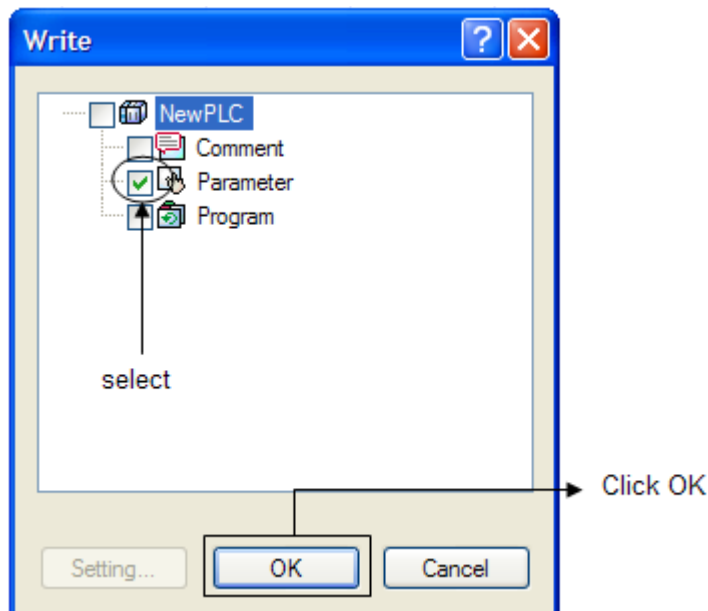 Write
NewPLC
Comment
Parameter
Program
select
Click OK
Setting...
OK
Cancel